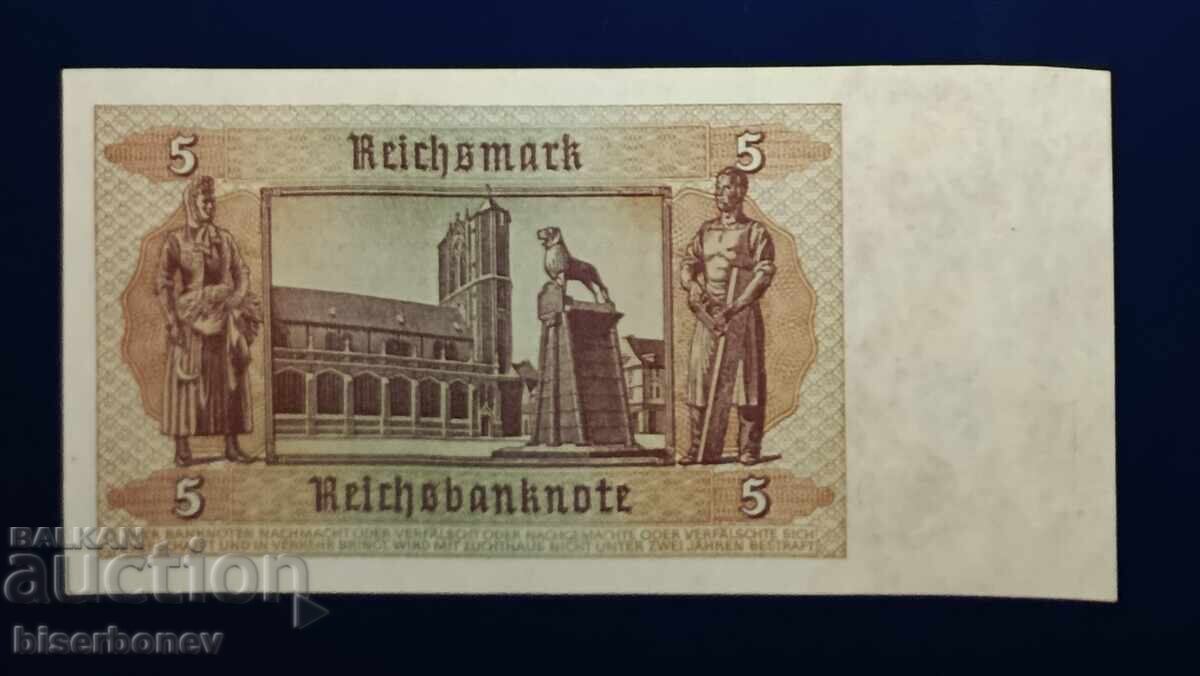 5 Reichsmark 5
5 Reichsbanknote 5
BANKNOTEN NACHMACHT ODER VERFÄLSCHT ODER NACHGEMACHTE ODER VERFÄLSCHTE SICH
UND IN VERKEHR BRINGT, WIRD MIT ZUCHTHAUS NICHT UNTER ZWEI JAHREN BESTRAFT
BALKAN
auction
biserbonev